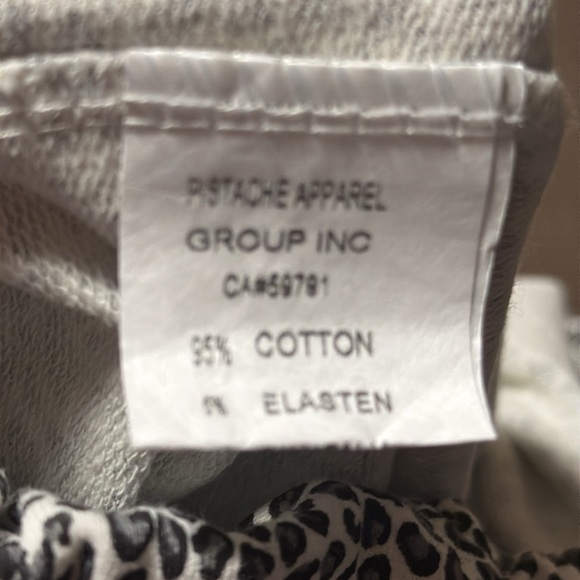 PISTACHE APPAREL
GROUP INC
CA#59791
95% COTTON
5% ELASTEN